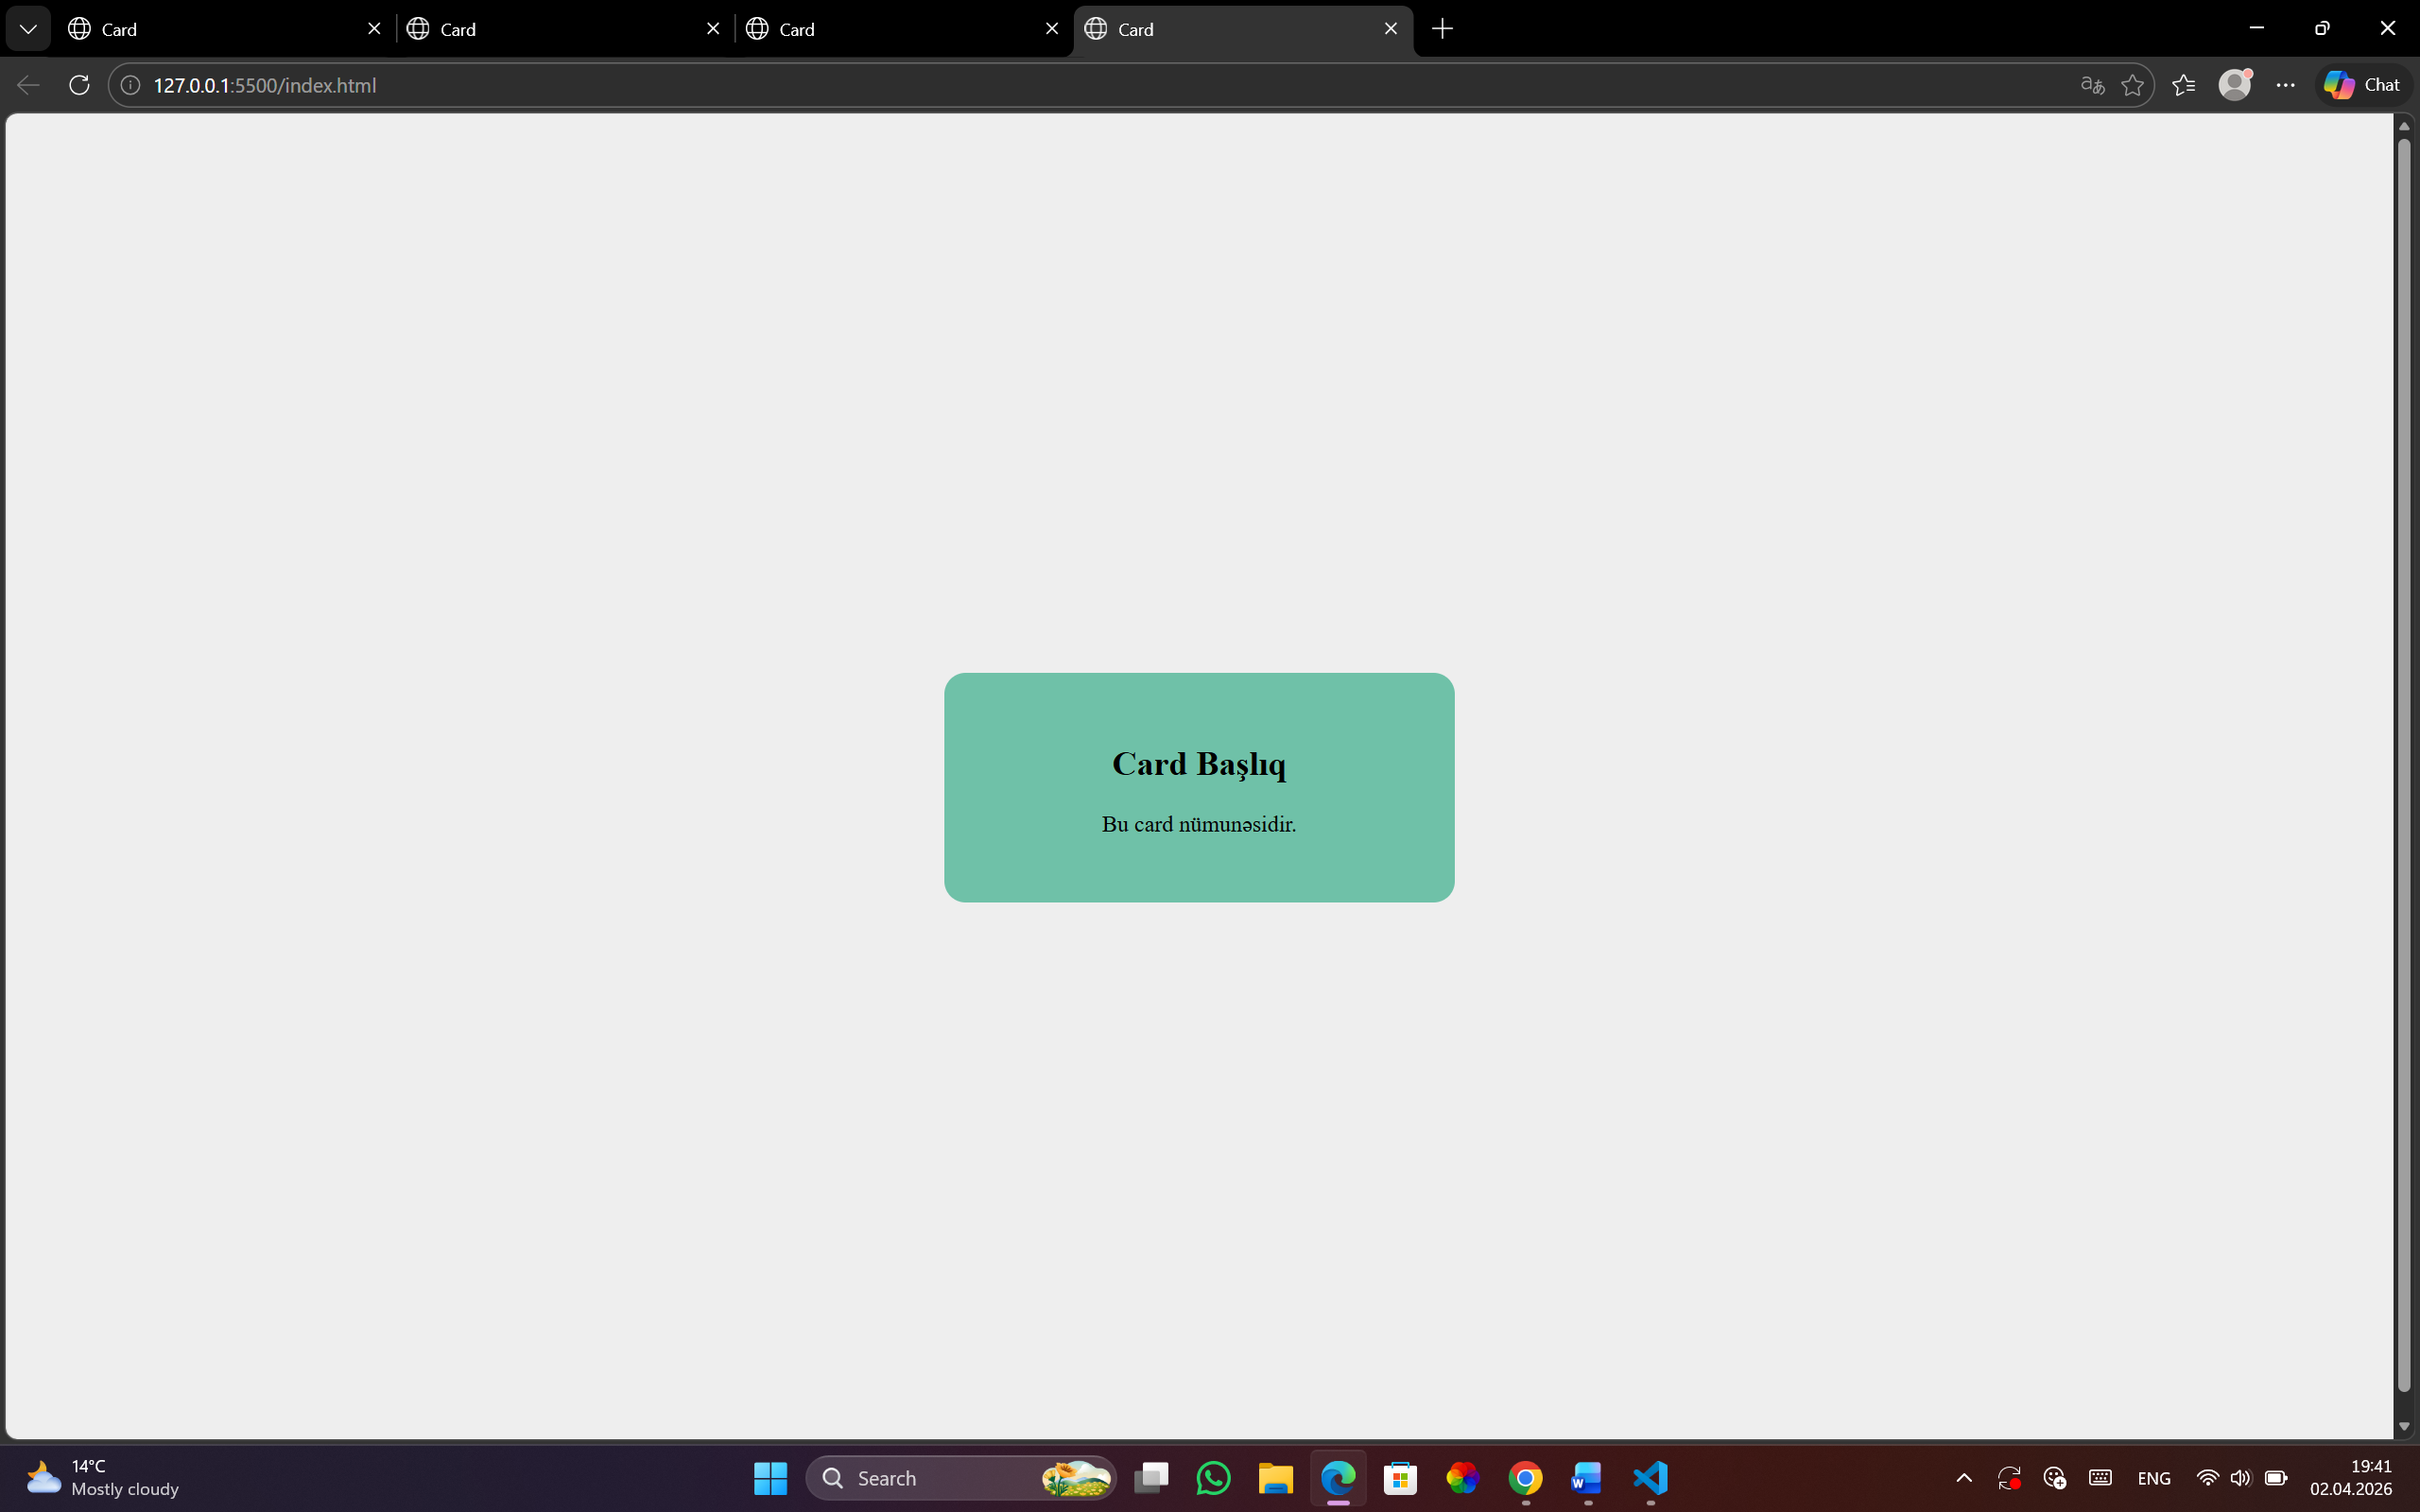 Card
Card
Card
Card
127.0.0.1:5500/index.html
Chat
Card Başlıq
Bu card nümunəsidir.
14°C
Mostly cloudy
Search
ENG
19:41
02.04.2026